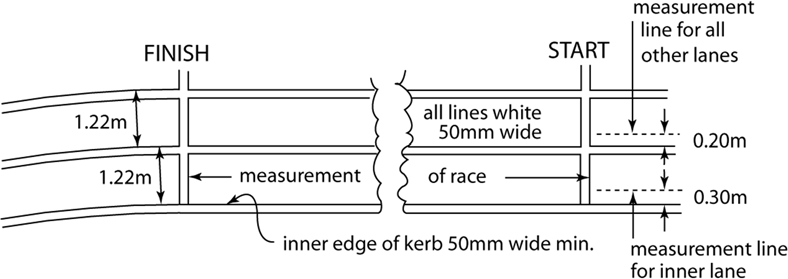 measurement
line for all
other lanes
FINISH
START
1.22m
all lines white
50mm wide
0.20m
1.22m
measurement
of race
0.30m
inner edge of kerb 50mm wide min.
measurement line
for inner lane